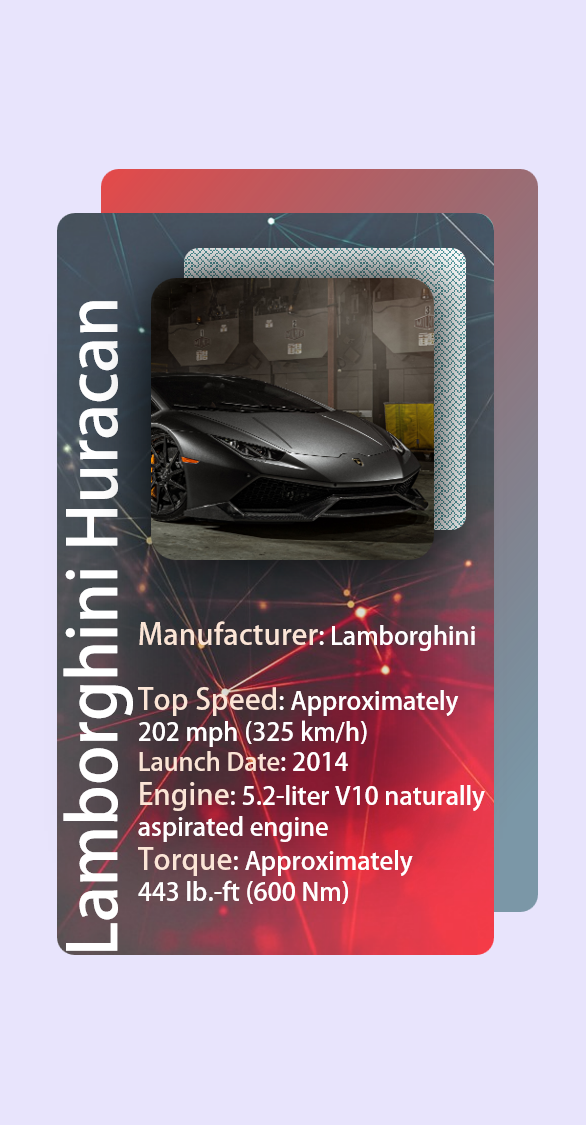 Lamborghini Huracan
Manufacturer: Lamborghini
Top Speed: Approximately
202 mph (325 km/h)
Launch Date: 2014
Engine: 5.2-liter V10 naturally
aspirated engine
Torque: Approximately
443 lb.-ft (600 Nm)